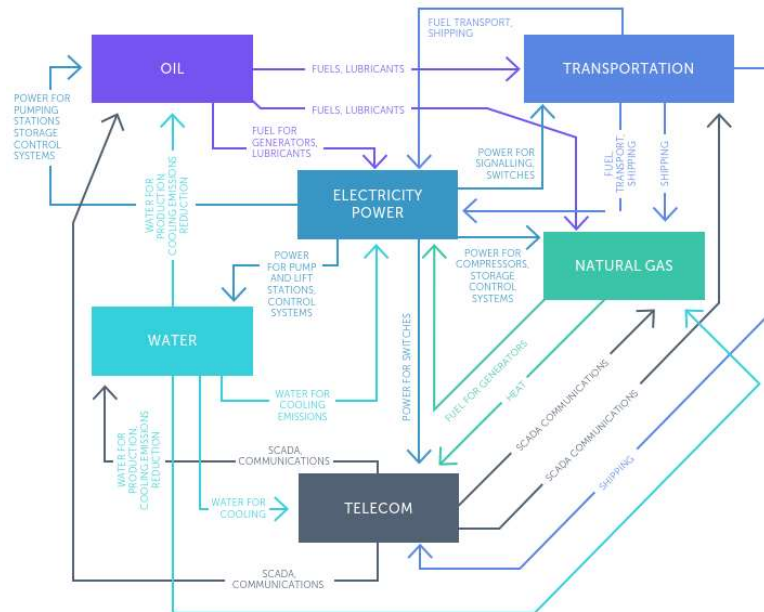 FUEL TRANSPORT,
SHIPPING
OIL
FUELS, LUBRICANTS
TRANSPORTATION
POWER FOR
PUMPING
STATIONS
STORAGE
CONTROL
SYSTEMS
FUELS, LUBRICANTS
FUEL FOR
GENERATORS,
LUBRICANTS
POWER FOR
SIGNALLING,
SWITCHES
FUEL
TRANSPORT,
SHIPPING
SHIPPING
WATER FOR
PRODUCTION,
COOLING,EMISSIONS
REDUCTION
ELECTRICITY
POWER
POWER
FOR PUMP
AND LIFT
STATIONS,
CONTROL
SYSTEMS
POWER FOR
COMPRESSORS,
STORAGE
CONTROL
SYSTEMS
NATURAL GAS
WATER
WATER FOR
COOLING
EMISSIONS
POWER FOR SWITCHES
FUEL FOR GENERATORS
HEAT
SCADA COMMUNICATIONS
SCADA COMMUNICATIONS
SHIPPING
WATER FOR
PRODUCTION,
COOLING,EMISSIONS
REDUCTION
SCADA,
COMMUNICATIONS
WATER FOR
COOLING
TELECOM
SCADA,
COMMUNICATIONS